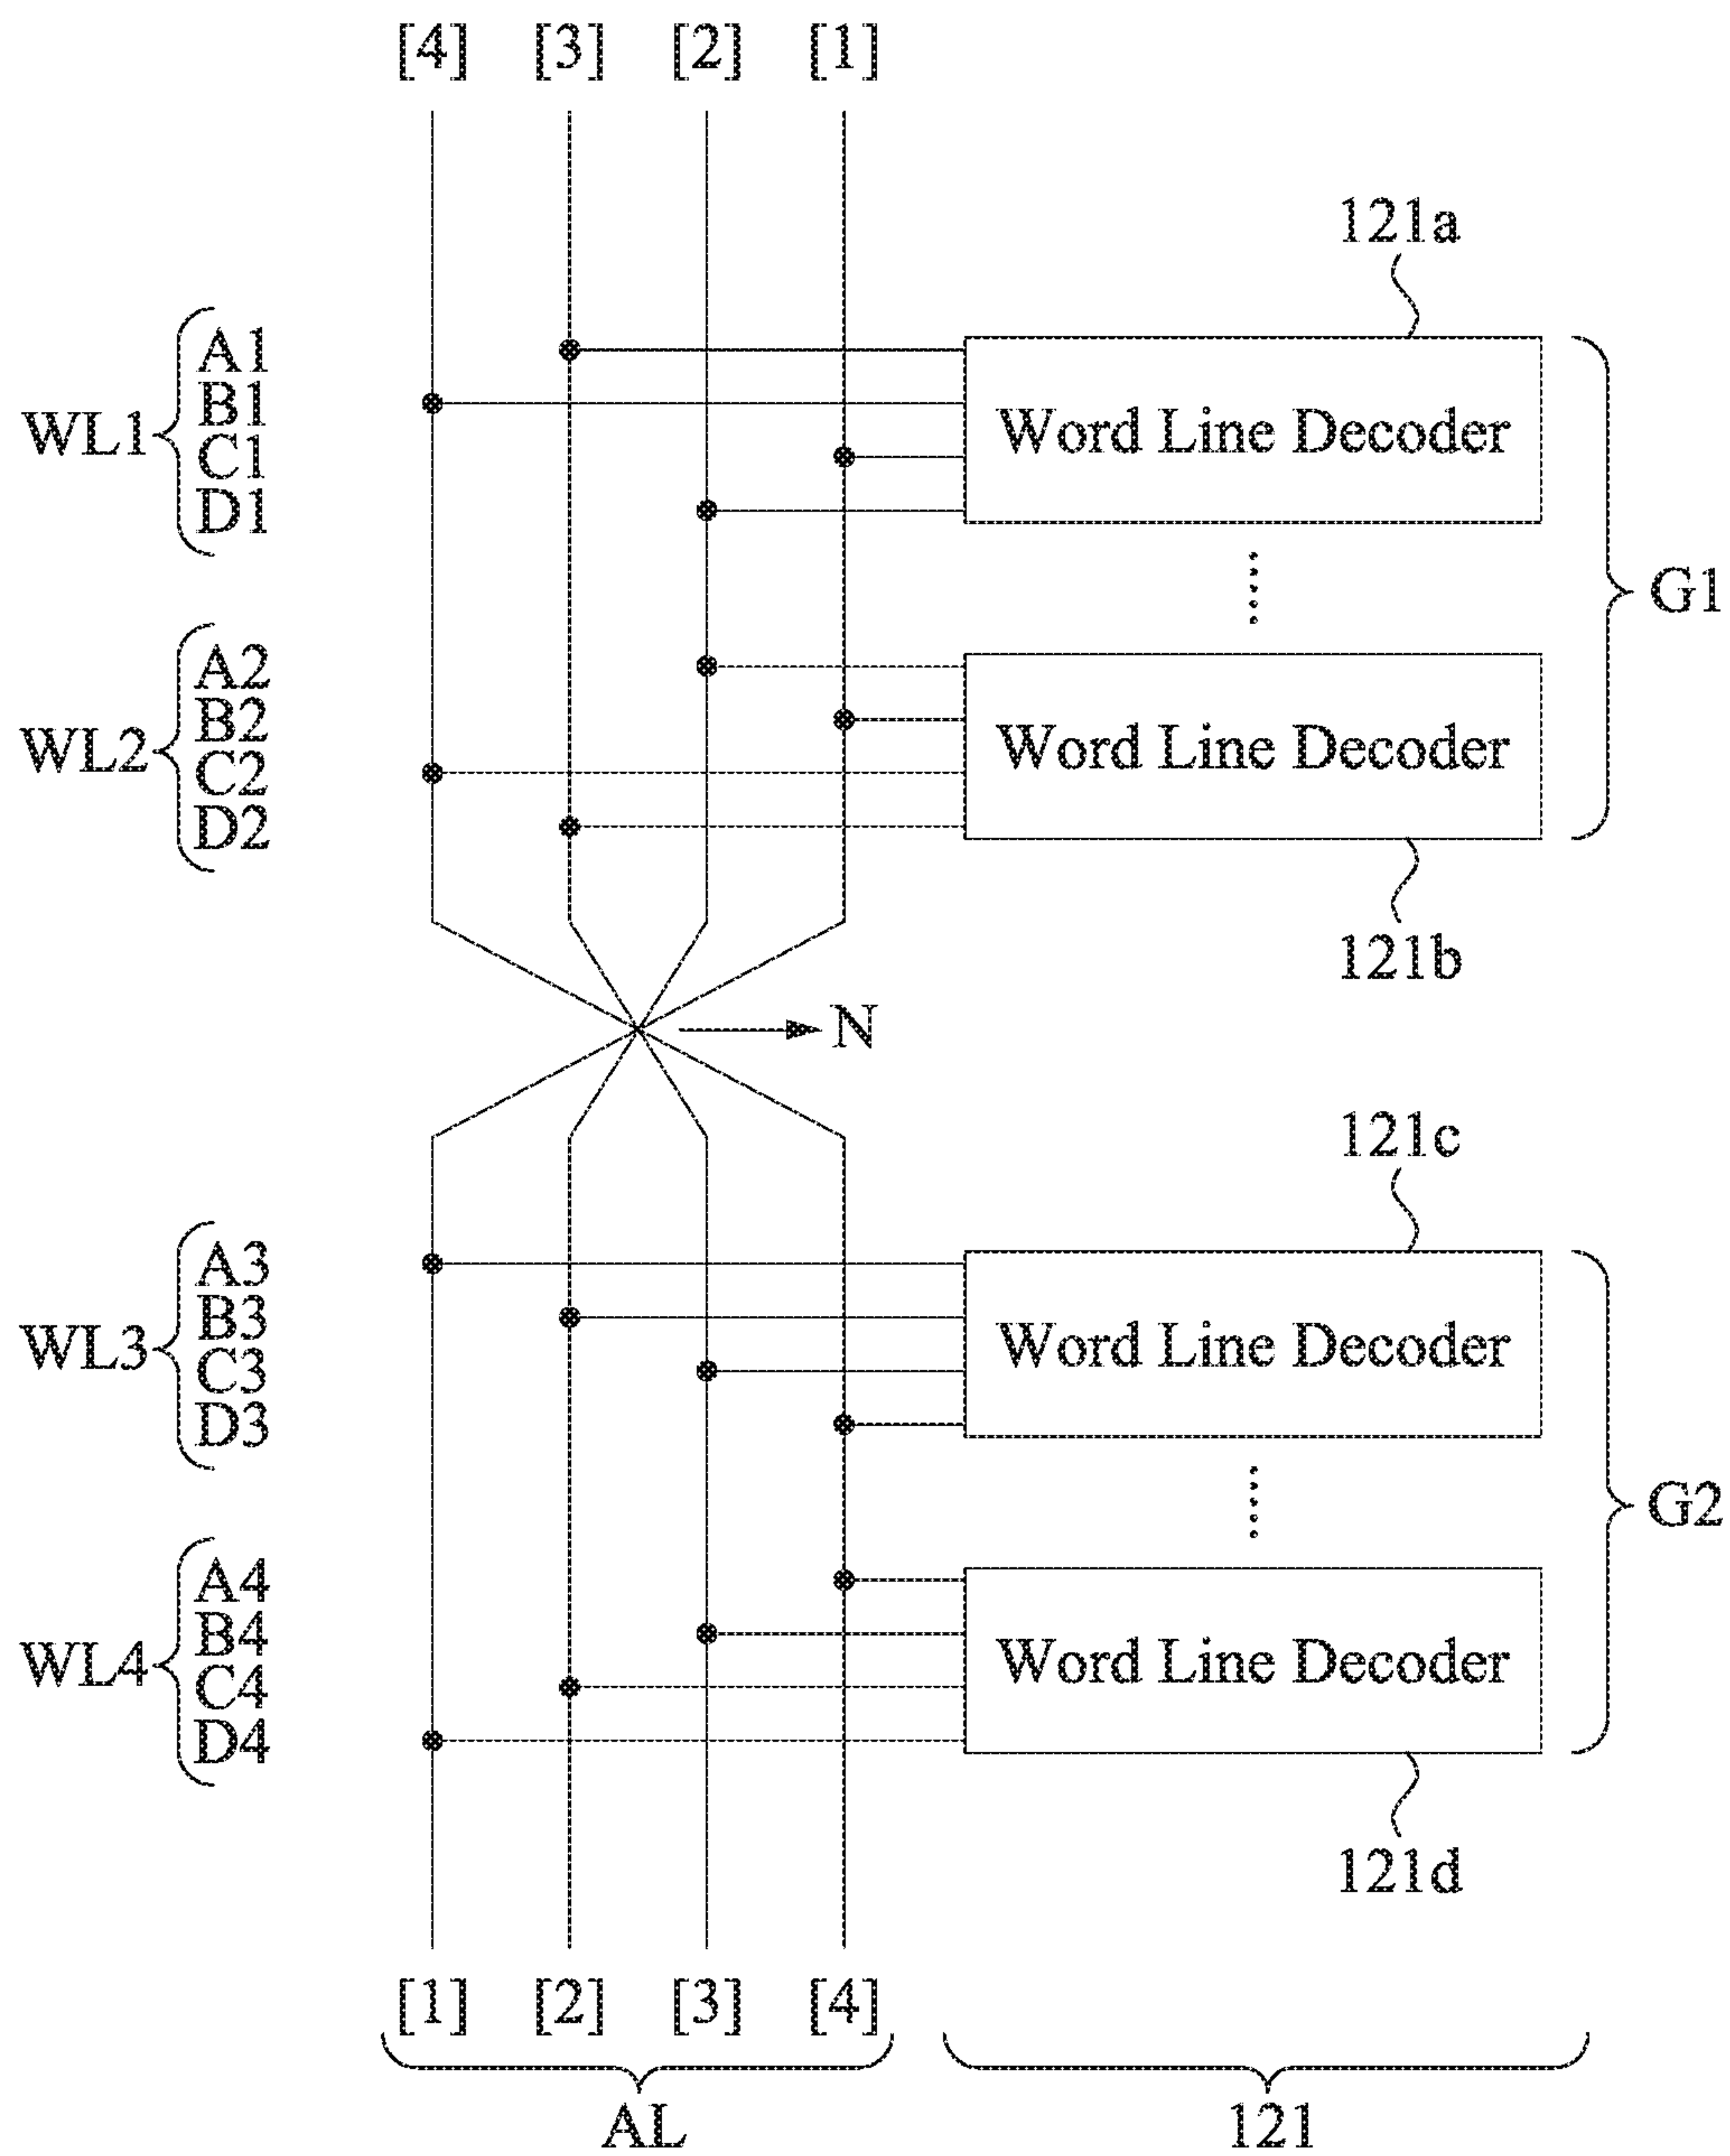 [4] [3] [2] [1]
121a
WL1
A1
B1
C1
D1
Word Line Decoder
G1
WL2
A2
B2
C2
D2
Word Line Decoder
121b
N
121c
WL3
A3
B3
C3
D3
Word Line Decoder
G2
WL4
A4
B4
C4
D4
Word Line Decoder
121d
[1] [2] [3] [4]
AL
121